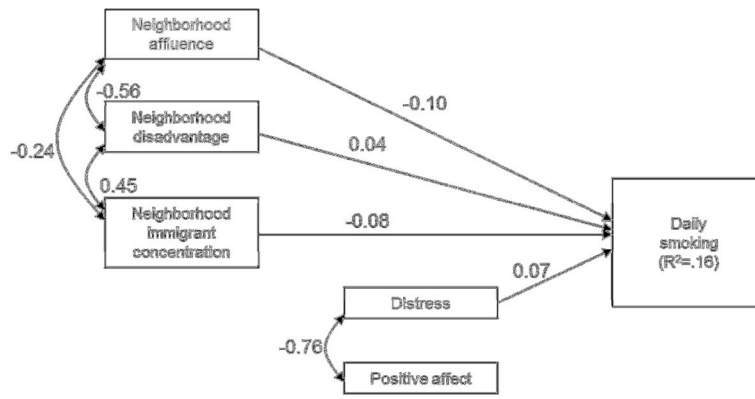 Neighborhood
affluence
-0.56
-0.10
Neighborhood
disadvantage
-0.24
0.04
0.45
Neighborhood
immigrant
concentration
-0.08
Daily
smoking
(R²=.16)
0.07
Distress
-0.76
Positive affect